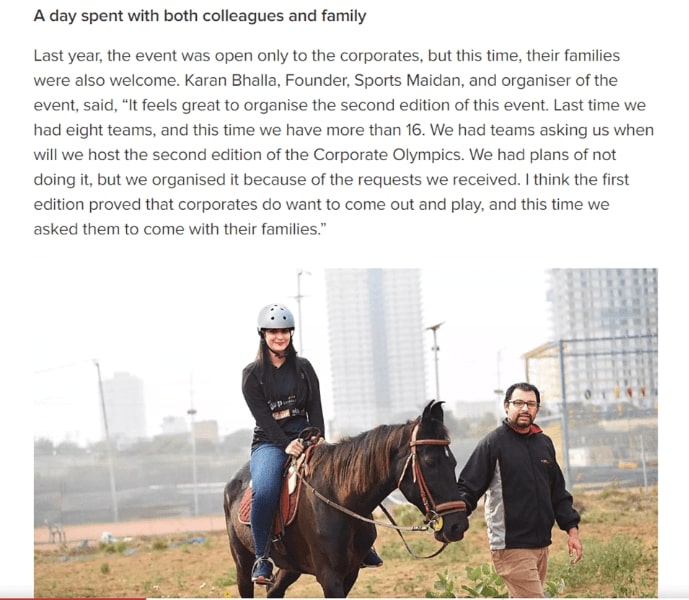 A day spent with both colleagues and family
Last year, the event was open only to the corporates, but this time, their families
were also welcome. Karan Bhalla, Founder, Sports Maidan, and organiser of the
event, said, “It feels great to organise the second edition of this event. Last time we
had eight teams, and this time we have more than 16. We had teams asking us when
will we host the second edition of the Corporate Olympics. We had plans of not
doing it, but we organised it because of the requests we received. I think the first
edition proved that corporates do want to come out and play, and this time we
asked them to come with their families.”